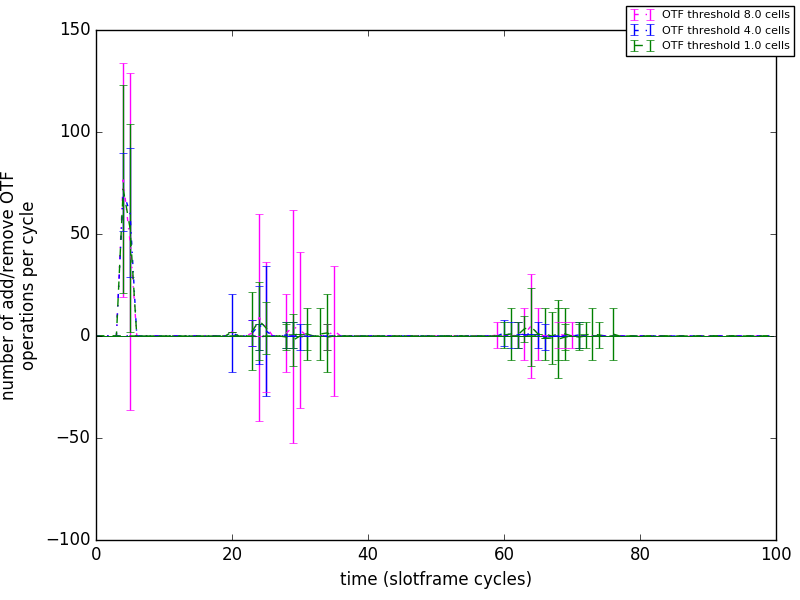 OTF threshold 8.0 cells
OTF threshold 4.0 cells
OTF threshold 1.0 cells
150
100
50
0
−50
−100
0 20 40 60 80 100
number of add/remove OTF
operations per cycle
time (slotframe cycles)